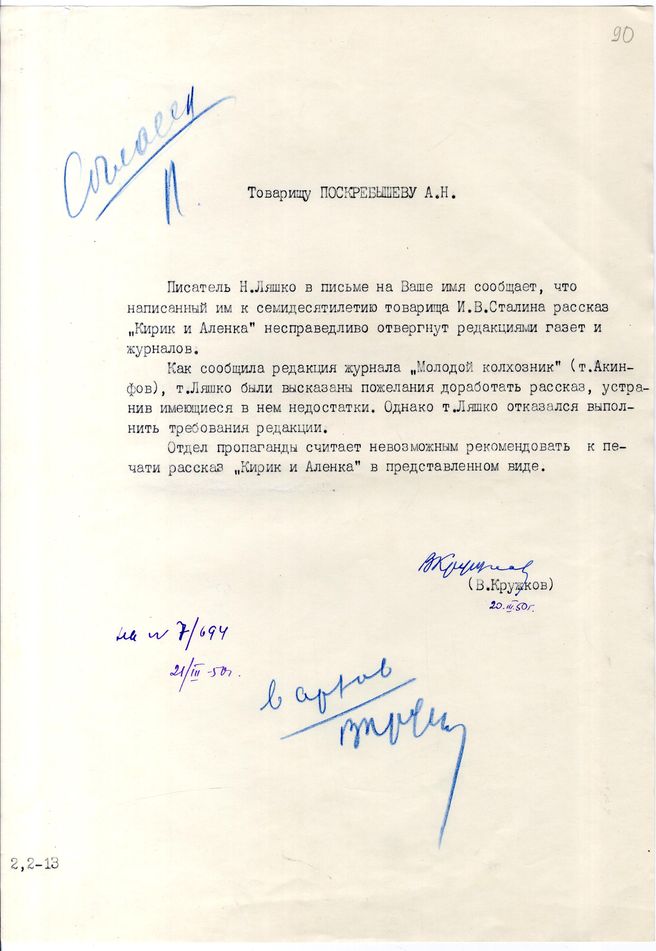 90
Согласен
П.
Товарищу ПОСКРЕБЫШЕВУ А.Н.
Писатель Н.Ляшко в письме на Ваше имя сообщает, что
написанный им к семидесятилетию товарища И.В.Сталина рассказ
„Кирик и Аленка" несправедливо отвергнут редакциями газет и
журналов.
Как сообщила редакция журнала „Молодой колхозник" (т.Акин-
фов), т.Ляшко были высказаны пожелания доработать рассказ, устра-
нив имеющиеся в нем недостатки. Однако т.Ляшко отказался выпол-
нить требования редакции.
Отдел пропаганды считает невозможным рекомендовать к пе-
чати рассказ „Кирик и Аленка" в представленном виде.
ВКружков
(В.Кружков)
20.III.50г.
на № 7/694
21/III-50г.
в архив
2,2-13